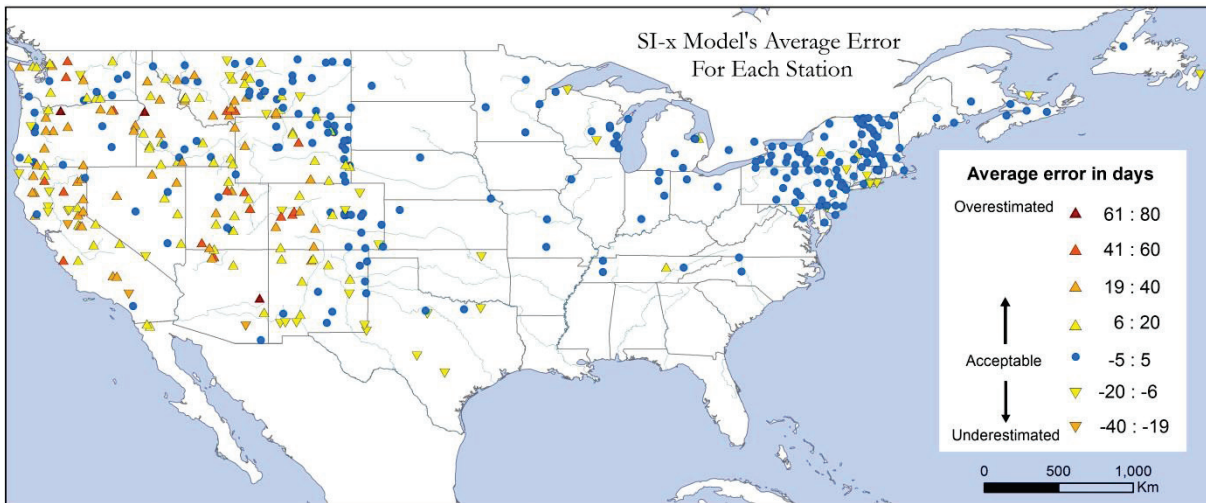 SI-x Model's Average Error
For Each Station
Average error in days
Overestimated
61 : 80
41 : 60
19 : 40
6 : 20
Acceptable
-5 : 5
-20 : -6
Underestimated
-40 : -19
0 500 1,000
Km